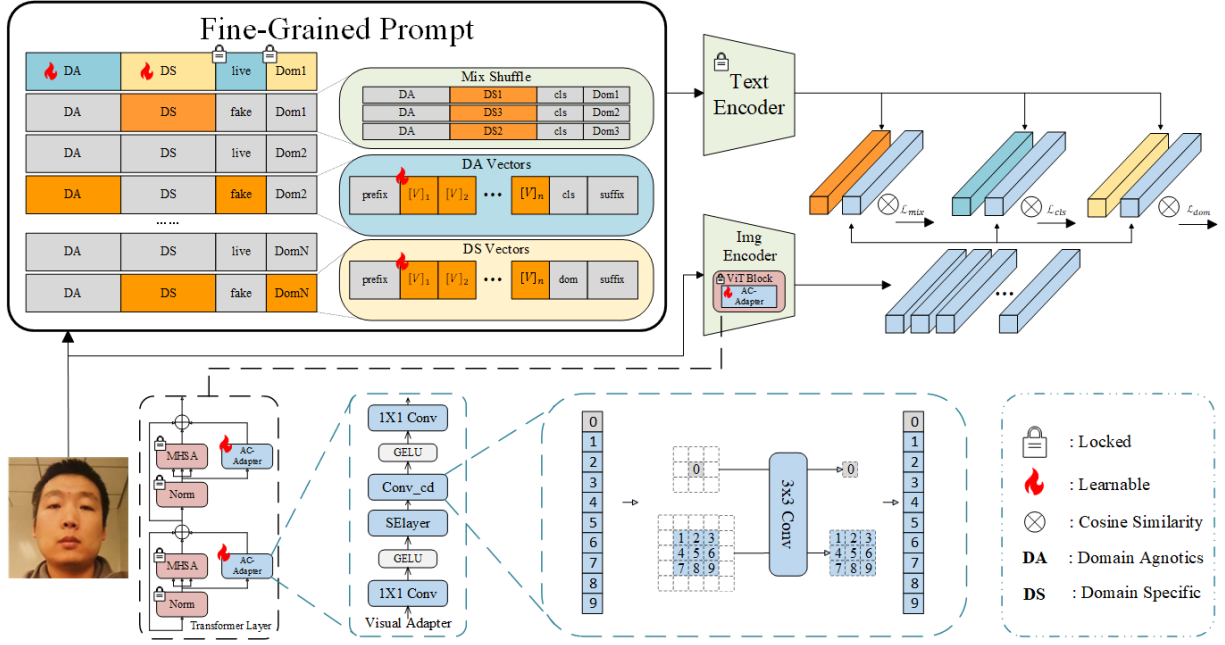 Fine-Grained Prompt
DA DS live Dom1
DA DS fake Dom1
DA DS live Dom2
DA DS fake Dom2
......
DA DS live DomN
DA DS fake DomN
Mix Shuffle
DA DS1 cls Dom1
DA DS3 cls Dom2
DA DS2 cls Dom3
DA Vectors
prefix [V]1 [V]2 ••• [V]n cls suffix
DS Vectors
prefix [V]1 [V]2 ••• [V]n dom suffix
Text
Encoder
Img
Encoder
ViT Block
AC-
Adapter
ℒmix
ℒcls
ℒdom
...
MHSA
AC-
Adapter
Norm
MHSA
AC-
Adapter
Norm
Transformer Layer
1X1 Conv
GELU
Conv_cd
SElayer
GELU
1X1 Conv
Visual Adapter
0
1
2
3
4
5
6
7
8
9
0
1 2 3
4 5 6
7 8 9
3x3 Conv
0
1 2 3
4 5 6
7 8 9
0
1
2
3
4
5
6
7
8
9
: Locked
: Learnable
: Cosine Similarity
DA : Domain Agnotics
DS : Domain Specific